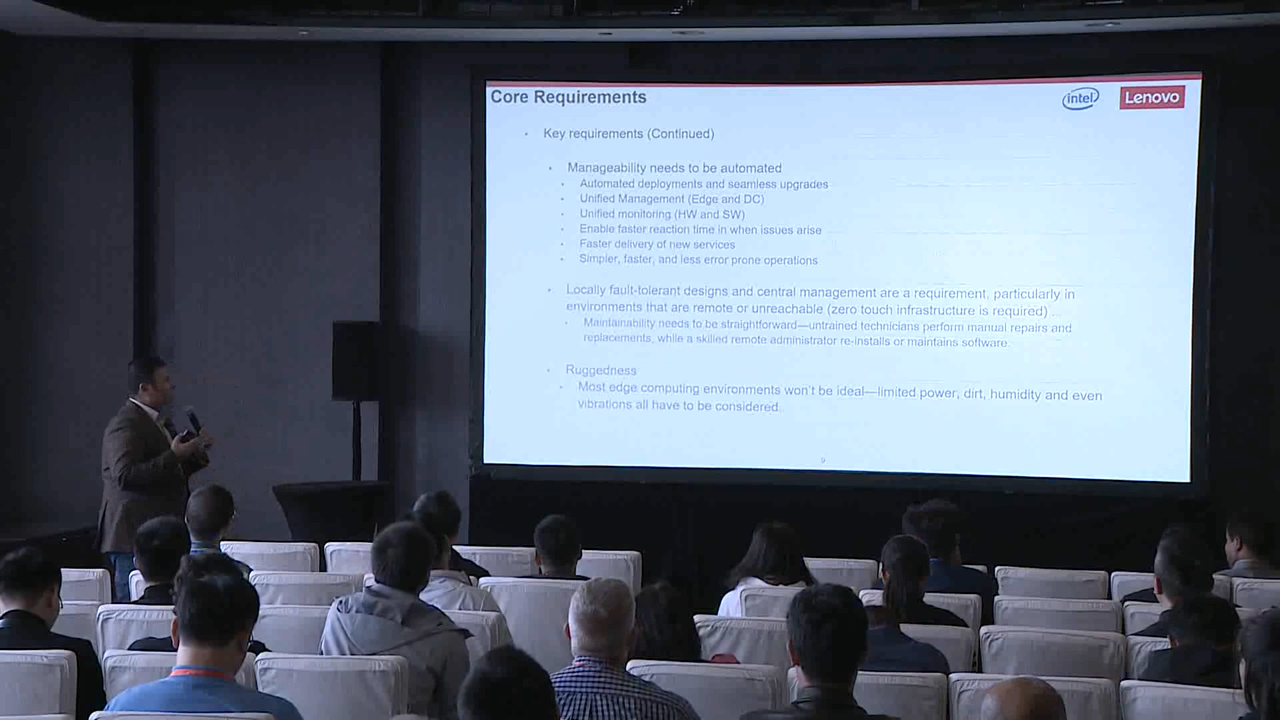 Core Requirements
intel
Lenovo
Key requirements (Continued)
Manageability needs to be automated
Automated deployments and seamless upgrades
Unified Management (Edge and DC)
Unified monitoring (HW and SW)
Enable faster reaction time in when issues arise
Faster delivery of new services
Simpler, faster, and less error prone operations
Locally fault-tolerant designs and central management are a requirement, particularly in
environments that are remote or unreachable (zero touch infrastructure is required) ...
Maintainability needs to be straightforward—untrained technicians perform manual repairs and
replacements, while a skilled remote administrator re-installs or maintains software.
Ruggedness
Most edge computing environments won't be ideal—limited power, dirt, humidity and even
vibrations all have to be considered.
9